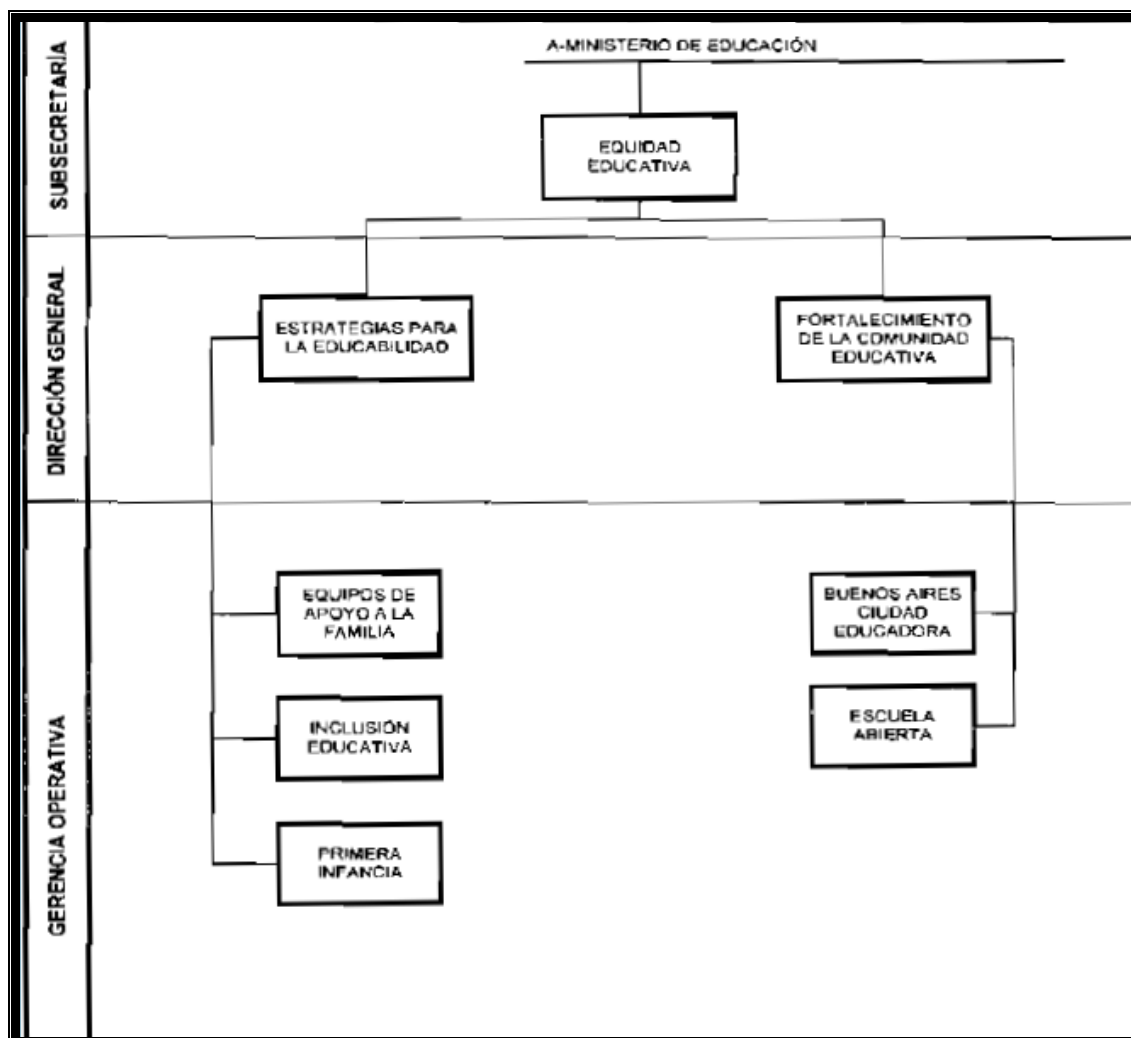 A-MINISTERIO DE EDUCACIÓN
SUBSECRETARÍA
EQUIDAD
EDUCATIVA
DIRECCIÓN GENERAL
ESTRATEGIAS PARA
LA EDUCABILIDAD
FORTALECIMIENTO
DE LA COMUNIDAD
EDUCATIVA
GERENCIA OPERATIVA
EQUIPOS DE
APOYO A LA
FAMILIA
BUENOS AIRES
CIUDAD
EDUCADORA
INCLUSIÓN
EDUCATIVA
ESCUELA
ABIERTA
PRIMERA
INFANCIA